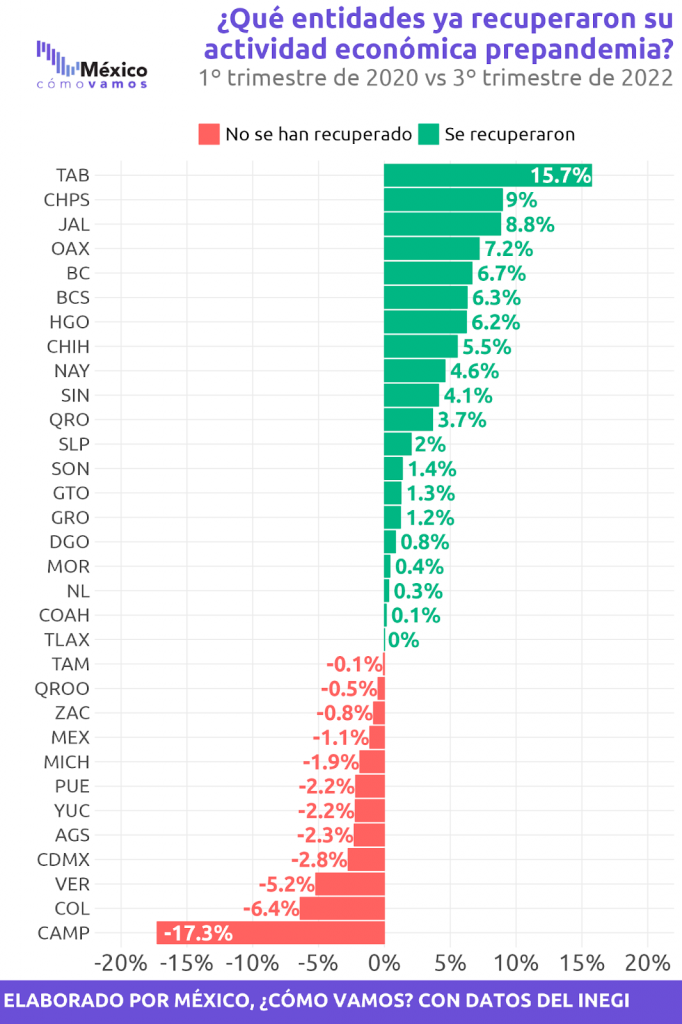 ¿Qué entidades ya recuperaron su
actividad económica prepandemia?
1º trimestre de 2020 vs 3º trimestre de 2022
México
cómovamos
No se han recuperado Se recuperaron
TAB 15.7%
CHPS 9%
JAL 8.8%
OAX 7.2%
BC 6.7%
BCS 6.3%
HGO 6.2%
CHIH 5.5%
NAY 4.6%
SIN 4.1%
QRO 3.7%
SLP 2%
SON 1.4%
GTO 1.3%
GRO 1.2%
DGO 0.8%
MOR 0.4%
NL 0.3%
COAH 0.1%
TLAX 0%
TAM -0.1%
QROO -0.5%
ZAC -0.8%
MEX -1.1%
MICH -1.9%
PUE -2.2%
YUC -2.2%
AGS -2.3%
CDMX -2.8%
VER -5.2%
COL -6.4%
CAMP -17.3%
-20% -15% -10% -5% 0% 5% 10% 15% 20%
ELABORADO POR MÉXICO, ¿CÓMO VAMOS? CON DATOS DEL INEGI